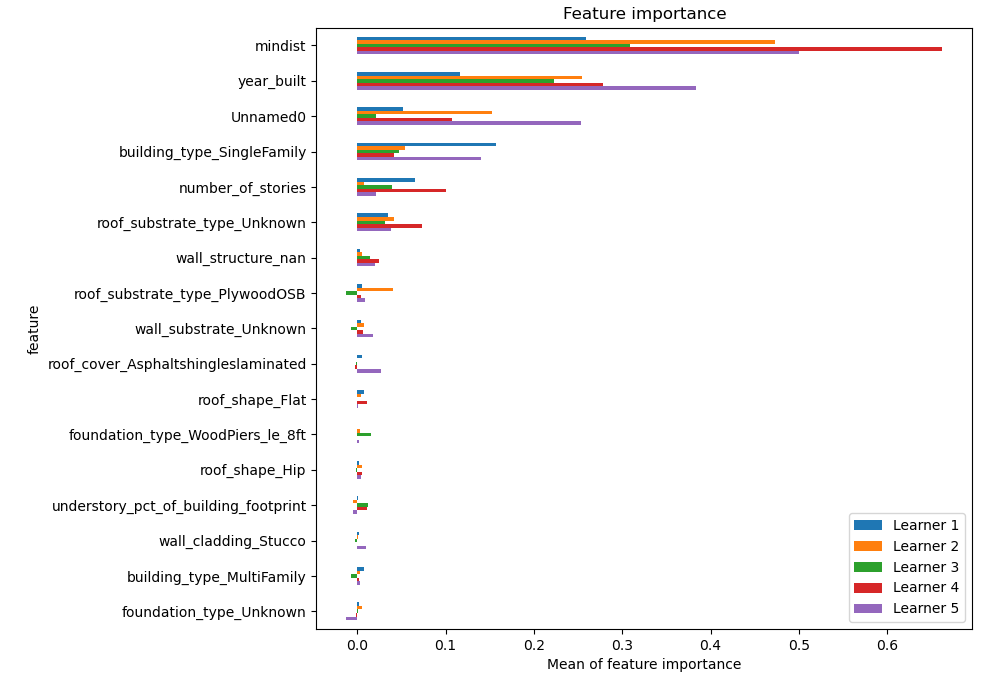 Feature importance
mindist
year_built
Unnamed0
building_type_SingleFamily
number_of_stories
roof_substrate_type_Unknown
wall_structure_nan
roof_substrate_type_PlywoodOSB
wall_substrate_Unknown
roof_cover_Asphaltshingleslaminated
roof_shape_Flat
foundation_type_WoodPiers_le_8ft
roof_shape_Hip
understory_pct_of_building_footprint
wall_cladding_Stucco
building_type_MultiFamily
foundation_type_Unknown
feature
Learner 1
Learner 2
Learner 3
Learner 4
Learner 5
0.0 0.1 0.2 0.3 0.4 0.5 0.6
Mean of feature importance